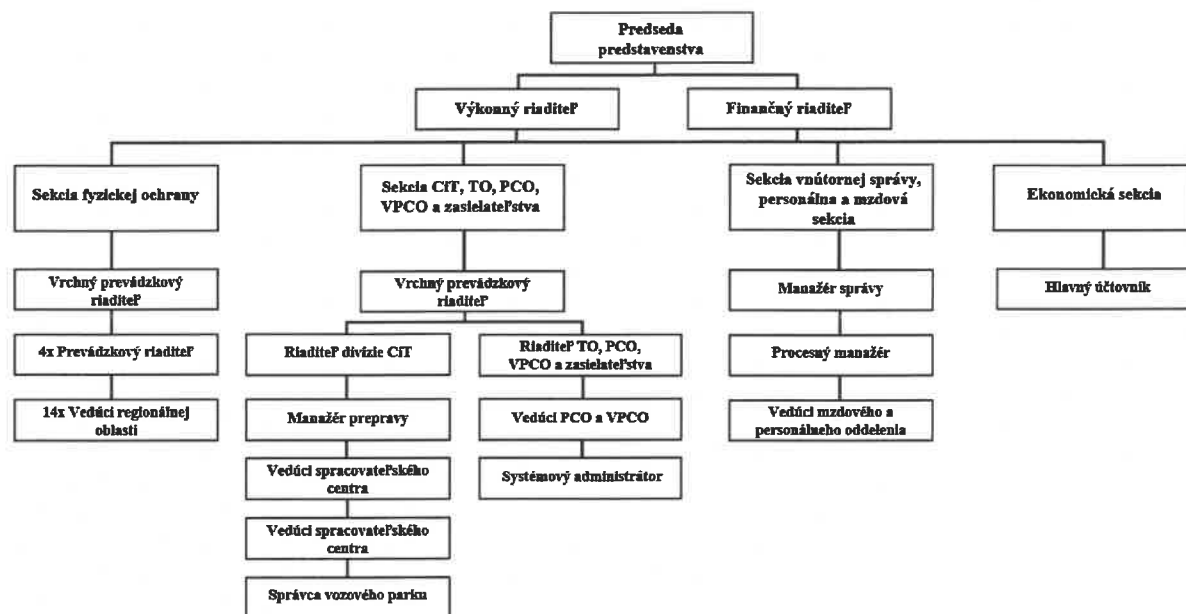 Predseda
predstavenstva
Výkonný riaditeľ
Finančný riaditeľ
Sekcia fyzickej ochrany
Sekcia CiT, TO, PCO,
VPCO a zasielateľstva
Sekcia vnútornej správy,
personálna a mzdová
sekcia
Ekonomická sekcia
Vrchný prevádzkový
riaditeľ
Vrchný prevádzkový
riaditeľ
Manažér správy
Hlavný účtovník
4x Prevádzkový riaditeľ
Riaditeľ divízie CiT
Riaditeľ TO, PCO,
VPCO a zasielateľstva
Procesný manažér
14x Vedúci regionálnej
oblasti
Manažér prepravy
Vedúci PCO a VPCO
Vedúci mzdového a
personálneho oddelenia
Vedúci spracovateľského
centra
Systémový administrátor
Vedúci spracovateľského
centra
Správca vozového parku